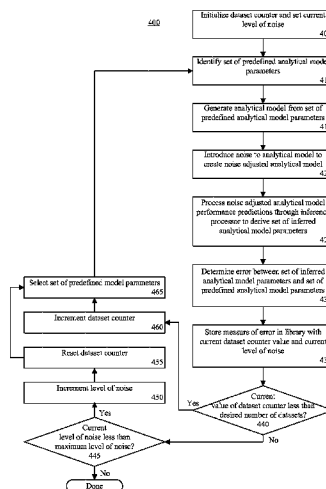 400
Initialize dataset counter and set current
level of noise
Identify set of predefined analytical model
parameters
Generate analytical model from set of
predefined analytical model parameters
Introduce noise to analytical model to
create noise adjusted analytical model
Process noise adjusted analytical model
performance predictions through inference
processor to derive set of inferred
analytical model parameters
Determine error between set of inferred
analytical model parameters and set of
predefined analytical model parameters
Store measure of error in library with
current dataset counter value and current
level of noise
Current
value of dataset counter less than
desired number of datasets?
440
Yes
No
Select set of predefined model parameters
465
Increment dataset counter
460
Reset dataset counter
455
Increment level of noise
450
Yes
Current
level of noise less than
maximum level of noise?
445
No
Done